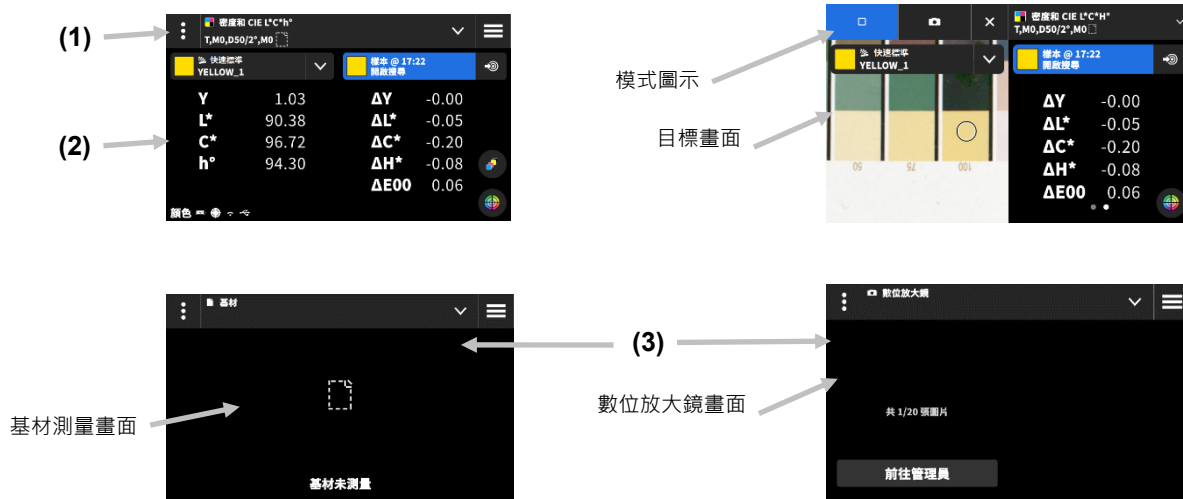 (1)
密度和 CIE L*C*h°
T,M0,D50/2°,M0
快速標準
YELLOW_1
樣本 @ 17:22
開啟搜尋
(2)
Y 1.03 ΔY -0.00
L* 90.38 ΔL* -0.05
C* 96.72 ΔC* -0.20
h° 94.30 ΔH* -0.08
ΔE00 0.06
顏色
模式圖示
目標畫面
密度和 CIE L*C*H*
T,M0,D50/2°,M0
快速標準
YELLOW_1
樣本 @ 17:22
開啟搜尋
ΔY -0.00
ΔL* -0.05
ΔC* -0.20
ΔH* -0.08
ΔE00 0.06
50 75 100
基材
(3)
基材測量畫面
基材未測量
數位放大鏡
數位放大鏡畫面
共 1/20 張圖片
前往管理員